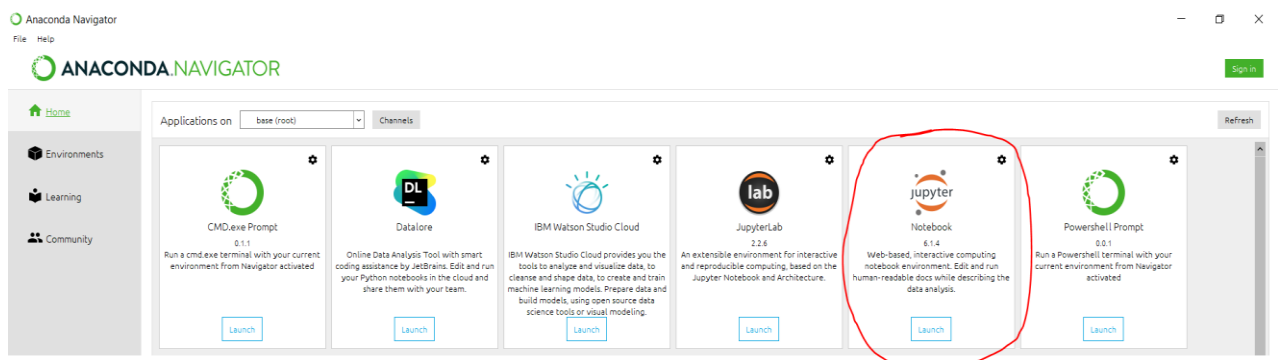 Anaconda Navigator
File Help
ANACONDA.NAVIGATOR
Sign in
Home
Environments
Learning
Community
Applications on base (root) Channels Refresh
CMD.exe Prompt
0.1.1
Run a cmd.exe terminal with your current
environment from Navigator activated
Launch
DL
Datalore
Online Data Analysis Tool with smart
coding assistance by JetBrains. Edit and run
your Python notebooks in the cloud and
share them with your team.
Launch
IBM Watson Studio Cloud
IBM Watson Studio Cloud provides you the
tools to analyze and visualize data, to
cleanse and shape data, to create and train
machine learning models. Prepare data and
build models, using open source data
science tools or visual modeling.
Launch
lab
JupyterLab
2.2.6
An extensible environment for interactive
and reproducible computing, based on the
Jupyter Notebook and Architecture.
Launch
jupyter
Notebook
6.1.4
Web-based, interactive computing
notebook environment. Edit and run
human-readable docs while describing the
data analysis.
Launch
Powershell Prompt
0.0.1
Run a Powershell terminal with your
current environment from Navigator
activated
Launch